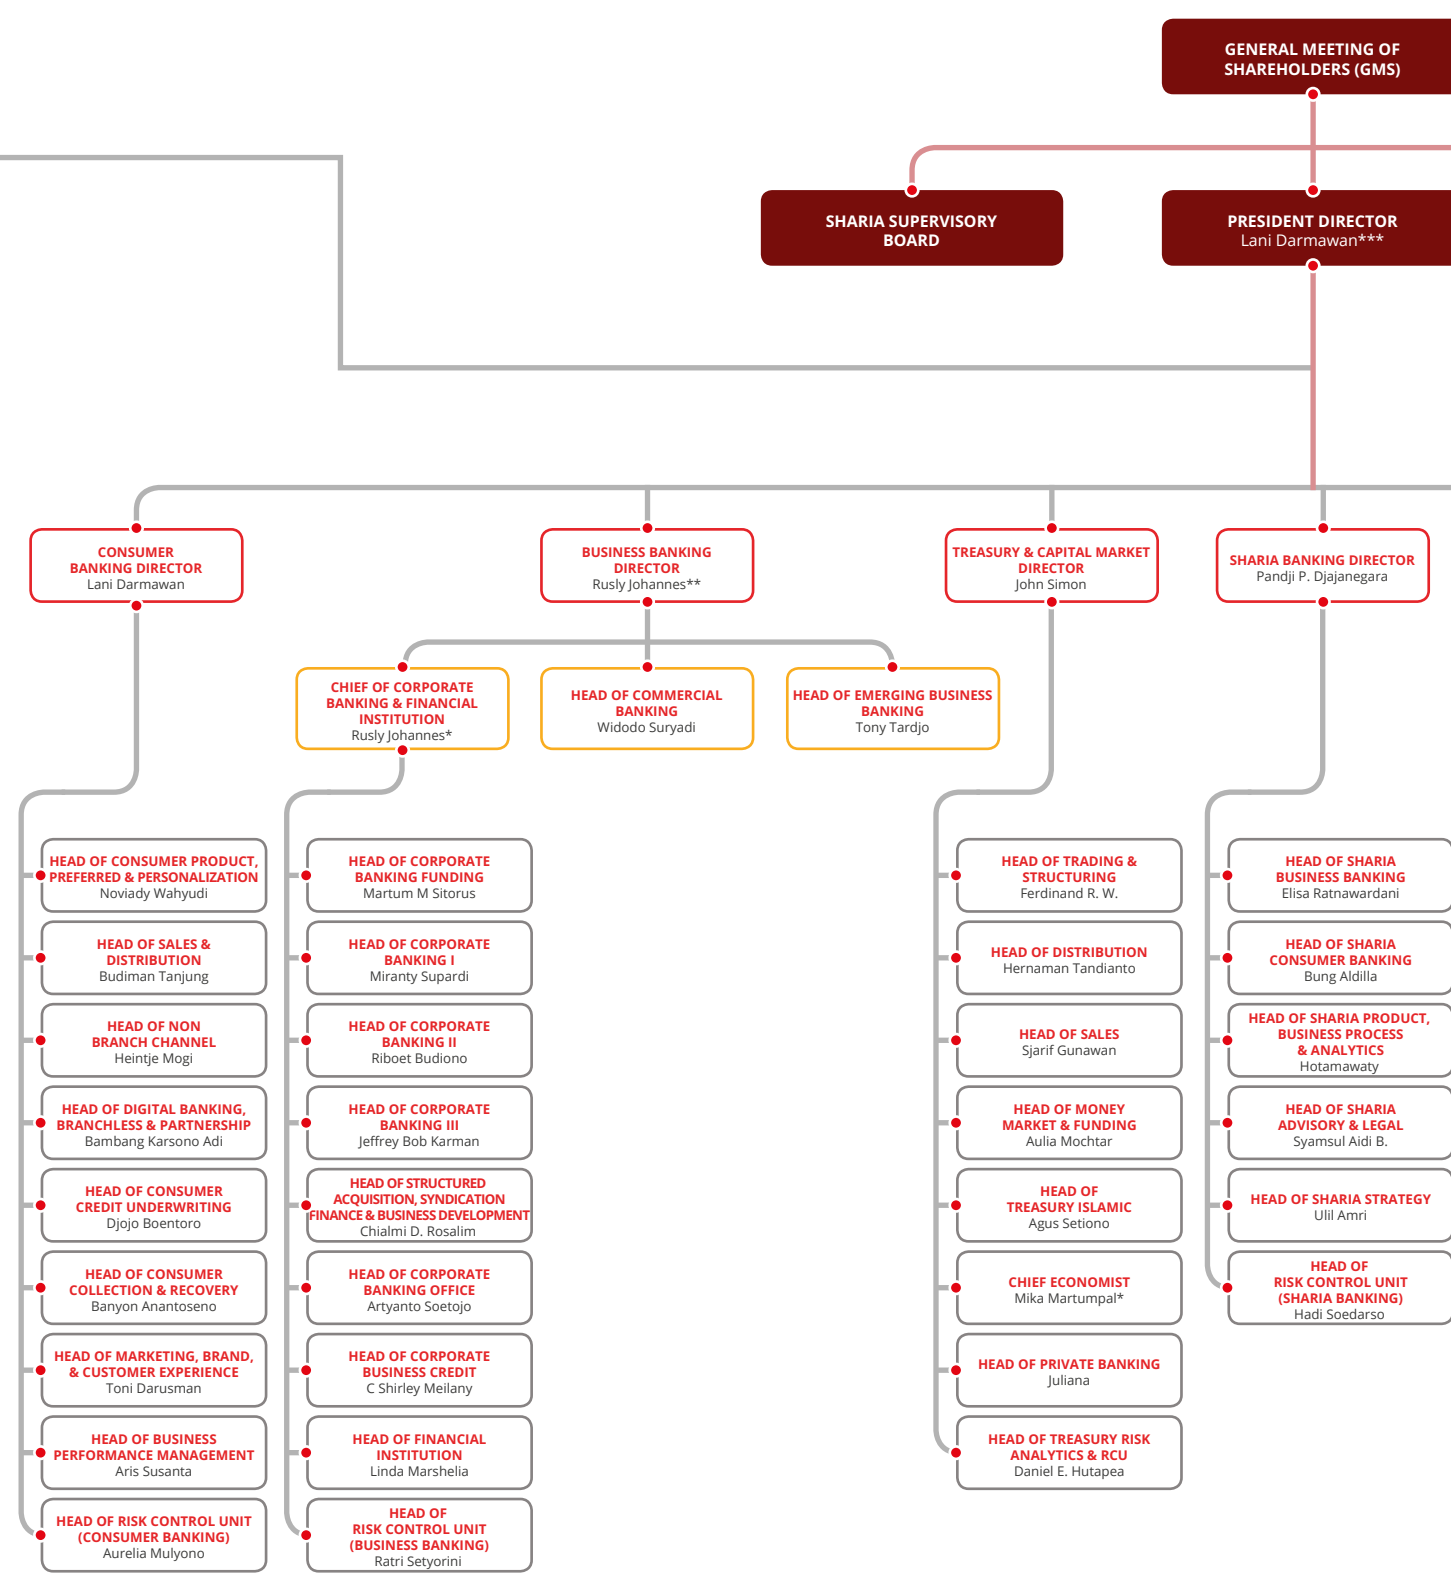 GENERAL MEETING OF
SHAREHOLDERS (GMS)
SHARIA SUPERVISORY
BOARD
PRESIDENT DIRECTOR
Lani Darmawan***
CONSUMER
BANKING DIRECTOR
Lani Darmawan
BUSINESS BANKING
DIRECTOR
Rusly Johannes**
TREASURY & CAPITAL MARKET
DIRECTOR
John Simon
SHARIA BANKING DIRECTOR
Pandji P. Djajanegara
CHIEF OF CORPORATE
BANKING & FINANCIAL
INSTITUTION
Rusly Johannes*
HEAD OF COMMERCIAL
BANKING
Widodo Suryadi
HEAD OF EMERGING BUSINESS
BANKING
Tony Tardjo
HEAD OF CONSUMER PRODUCT,
PREFERRED & PERSONALIZATION
Noviady Wahyudi
HEAD OF SALES &
DISTRIBUTION
Budiman Tanjung
HEAD OF NON
BRANCH CHANNEL
Heintje Mogi
HEAD OF DIGITAL BANKING,
BRANCHLESS & PARTNERSHIP
Bambang Karsono Adi
HEAD OF CONSUMER
CREDIT UNDERWRITING
Djojo Boentoro
HEAD OF CONSUMER
COLLECTION & RECOVERY
Banyon Anantoseno
HEAD OF MARKETING, BRAND,
& CUSTOMER EXPERIENCE
Toni Darusman
HEAD OF BUSINESS
PERFORMANCE MANAGEMENT
Aris Susanta
HEAD OF RISK CONTROL UNIT
(CONSUMER BANKING)
Aurelia Mulyono
HEAD OF CORPORATE
BANKING FUNDING
Martum M Sitorus
HEAD OF CORPORATE
BANKING I
Miranty Supardi
HEAD OF CORPORATE
BANKING II
Riboet Budiono
HEAD OF CORPORATE
BANKING III
Jeffrey Bob Karman
HEAD OF STRUCTURED
ACQUISITION, SYNDICATION
FINANCE & BUSINESS DEVELOPMENT
Chialmi D. Rosalim
HEAD OF CORPORATE
BANKING OFFICE
Artyanto Soetojo
HEAD OF CORPORATE
BUSINESS CREDIT
C Shirley Meilany
HEAD OF FINANCIAL
INSTITUTION
Linda Marshelia
HEAD OF
RISK CONTROL UNIT
(BUSINESS BANKING)
Ratri Setyorini
HEAD OF TRADING &
STRUCTURING
Ferdinand R. W.
HEAD OF DISTRIBUTION
Hernaman Tandianto
HEAD OF SALES
Sjarif Gunawan
HEAD OF MONEY
MARKET & FUNDING
Aulia Mochtar
HEAD OF
TREASURY ISLAMIC
Agus Setiono
CHIEF ECONOMIST
Mika Martumpal*
HEAD OF PRIVATE BANKING
Juliana
HEAD OF TREASURY RISK
ANALYTICS & RCU
Daniel E. Hutapea
HEAD OF SHARIA
BUSINESS BANKING
Elisa Ratnawardani
HEAD OF SHARIA
CONSUMER BANKING
Bung Aldilla
HEAD OF SHARIA PRODUCT,
BUSINESS PROCESS
& ANALYTICS
Hotamawaty
HEAD OF SHARIA
ADVISORY & LEGAL
Syamsul Aidi B.
HEAD OF SHARIA STRATEGY
Ulil Amri
HEAD OF
RISK CONTROL UNIT
(SHARIA BANKING)
Hadi Soedarso